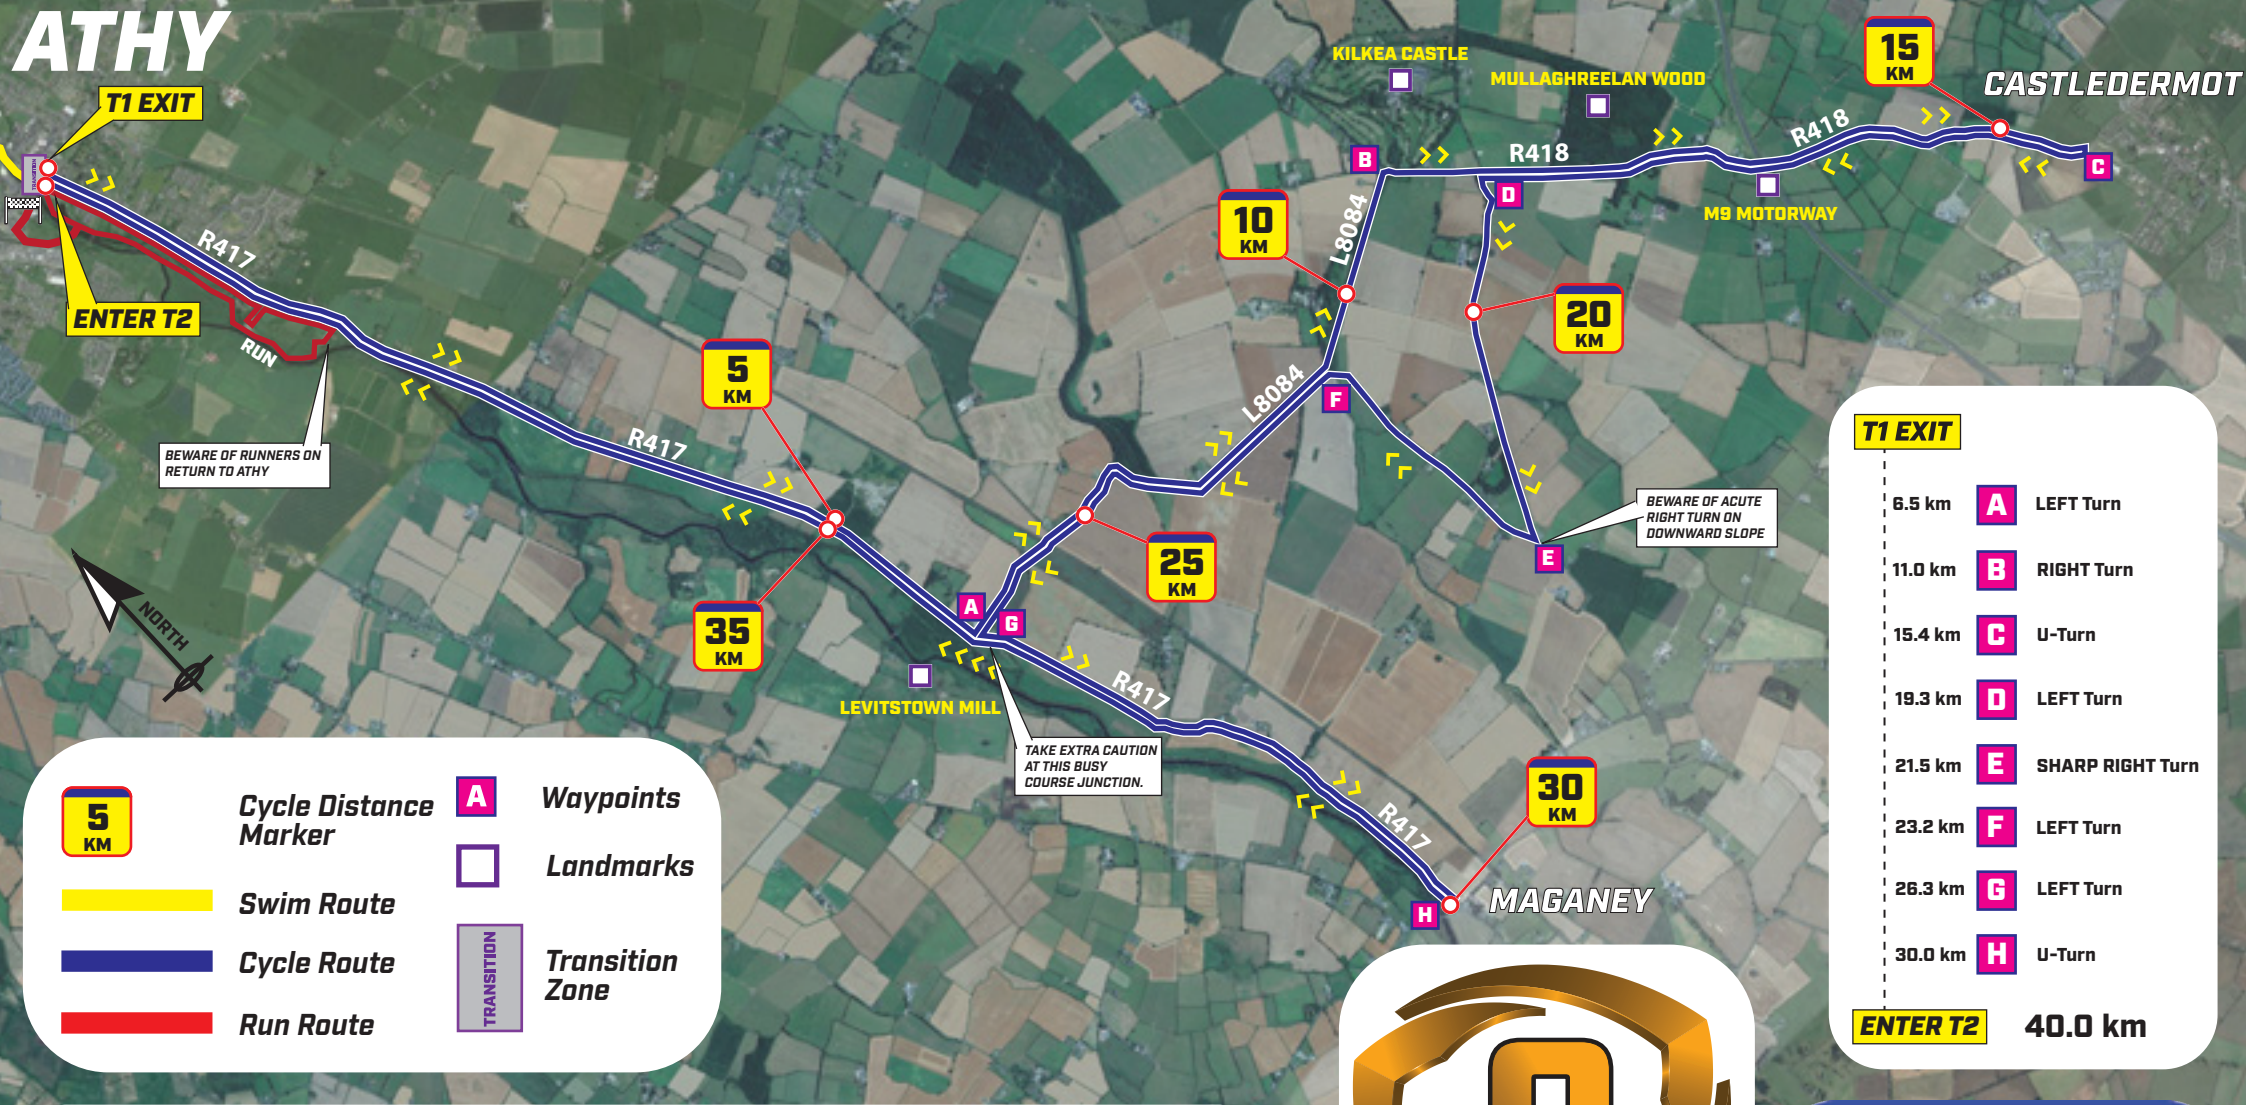 ATHY
T1 EXIT
TRANSITION
ENTER T2
R417
RUN
BEWARE OF RUNNERS ON
RETURN TO ATHY
NORTH
R417
5
KM
35
KM
A
G
LEVITSTOWN MILL
TAKE EXTRA CAUTION
AT THIS BUSY
COURSE JUNCTION.
R417
R417
30
KM
H
MAGANEY
25
KM
L8084
F
10
KM
L8084
B
KILKEA CASTLE
MULLAGHREELAN WOOD
R418
D
20
KM
E
BEWARE OF ACUTE
RIGHT TURN ON
DOWNWARD SLOPE
M9 MOTORWAY
R418
15
KM
CASTLEDERMOT
C
5
KM
Cycle Distance
Marker
Swim Route
Cycle Route
Run Route
A
Waypoints
Landmarks
TRANSITION
Transition
Zone
T1 EXIT
6.5 km A LEFT Turn
11.0 km B RIGHT Turn
15.4 km C U-Turn
19.3 km D LEFT Turn
21.5 km E SHARP RIGHT Turn
23.2 km F LEFT Turn
26.3 km G LEFT Turn
30.0 km H U-Turn
ENTER T2 40.0 km